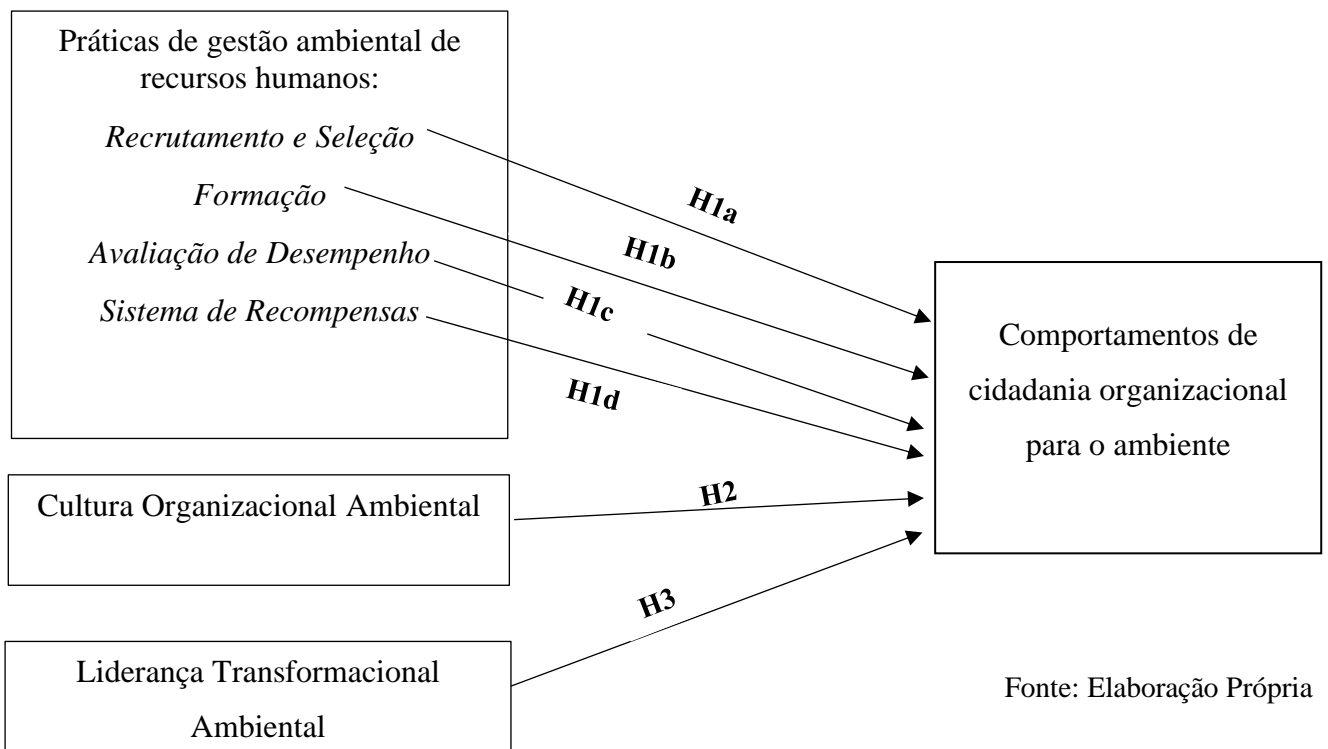 Práticas de gestão ambiental de
recursos humanos:
Recrutamento e Seleção
Formação
Avaliação de Desempenho
Sistema de Recompensas
H1a
H1b
H1c
H1d
Cultura Organizacional Ambiental
H2
Liderança Transformacional
Ambiental
H3
Comportamentos de
cidadania organizacional
para o ambiente
Fonte: Elaboração Própria